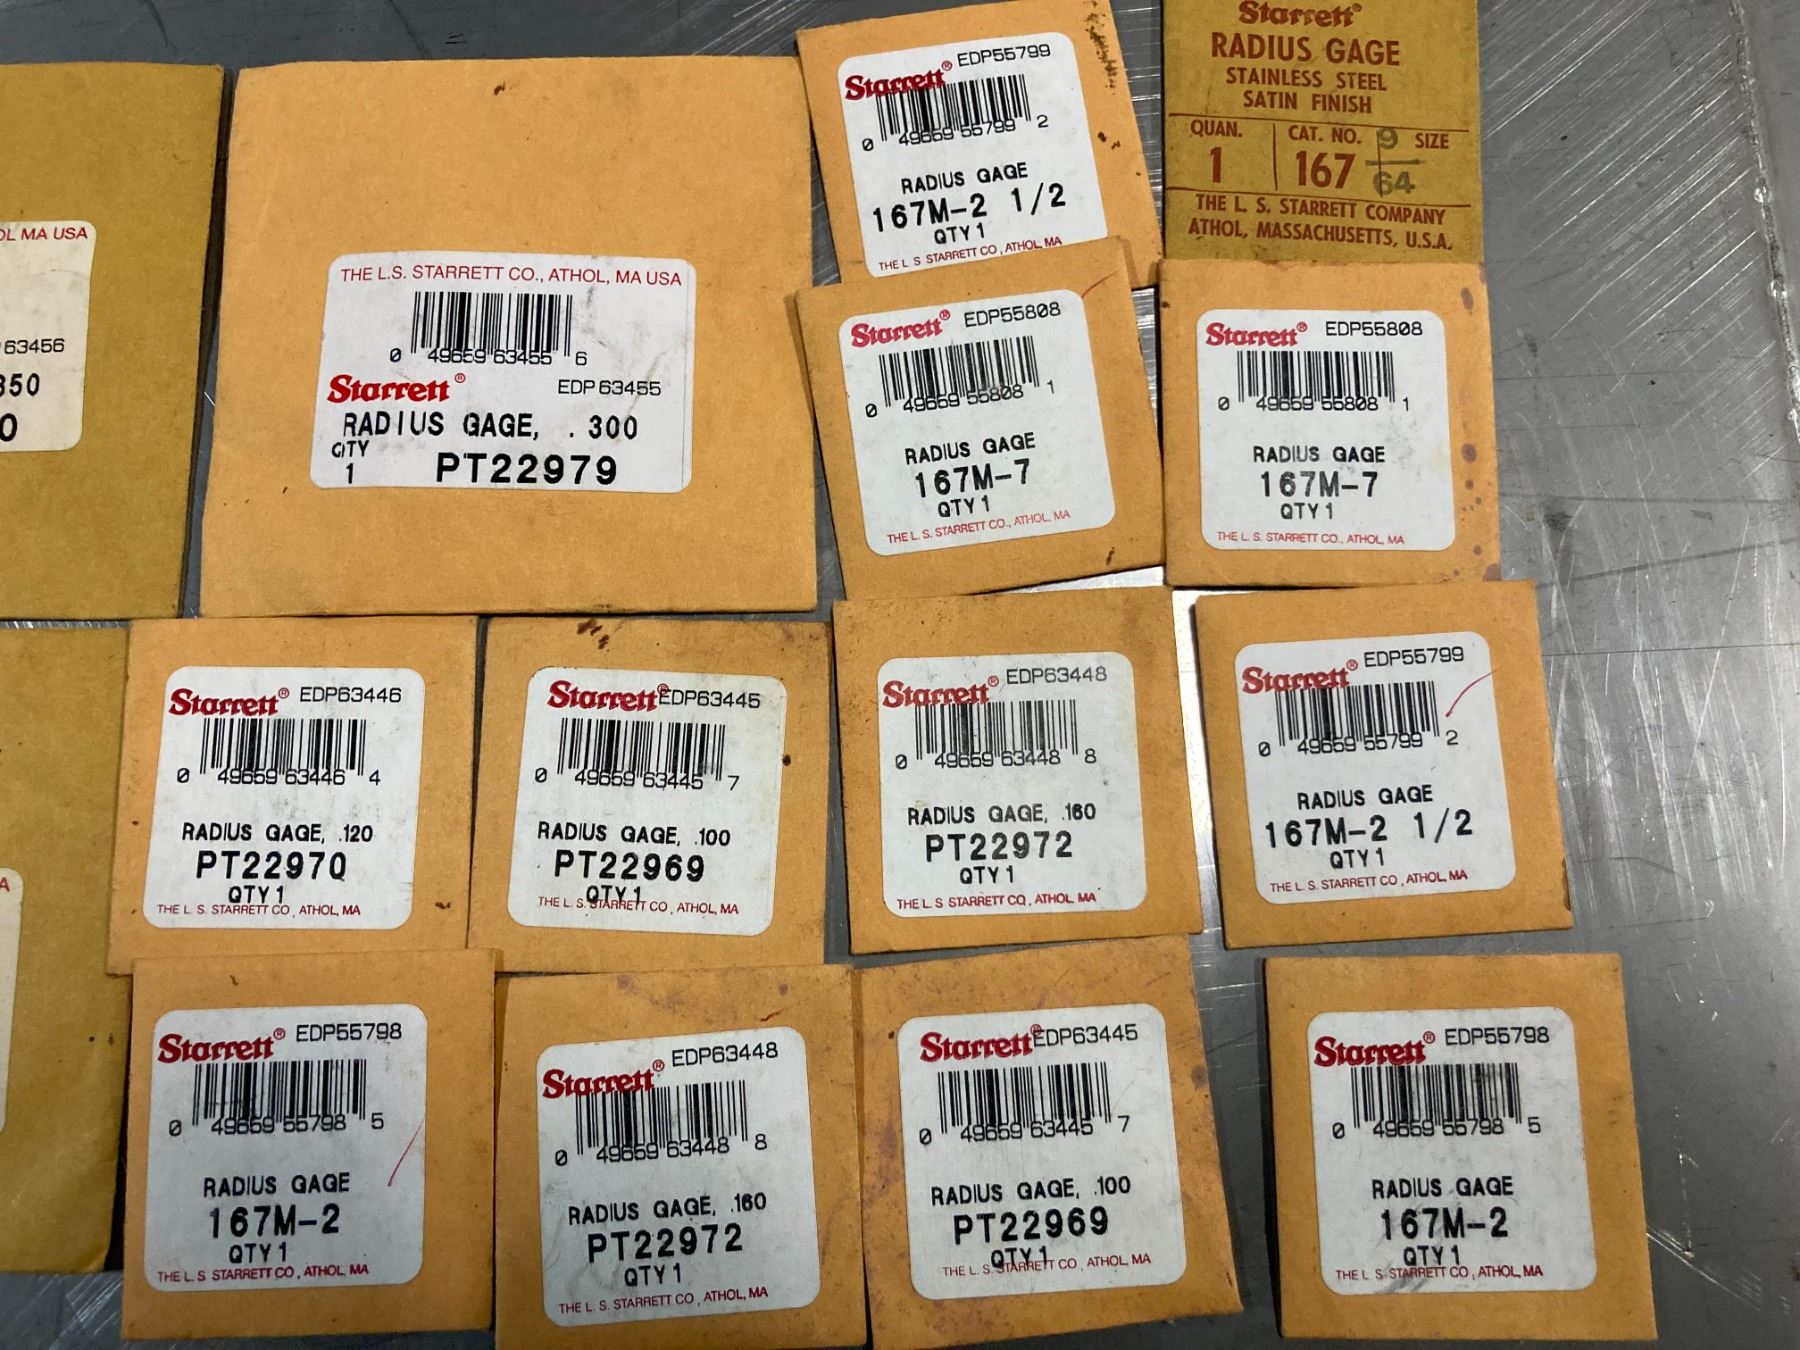 OL MA USA
63456
350
0
A
THE L.S. STARRETT CO., ATHOL, MA USA
0 49659 63455 6
Starrett® EDP 63455
RADIUS GAGE, .300
QTY
1 PT22979
Starrett® EDP55799
0 49659 55799 2
RADIUS GAGE
167M-2 1/2
QTY 1
THE L S STARRETT CO, ATHOL, MA
Starrett®
RADIUS GAGE
STAINLESS STEEL
SATIN FINISH
QUAN. CAT. NO. SIZE
1 167 9/64
THE L. S. STARRETT COMPANY
ATHOL, MASSACHUSETTS, U.S.A.
Starrett® EDP55808
0 49659 55808 1
RADIUS GAGE
167M-7
QTY 1
THE L. S. STARRETT CO., ATHOL, MA
Starrett® EDP55808
0 49659 55808 1
RADIUS GAGE
167M-7
QTY 1
THE L. S. STARRETT CO., ATHOL, MA
Starrett® EDP63446
0 49659 63446 4
RADIUS GAGE, .120
PT22970
QTY 1
THE L. S. STARRETT CO, ATHOL, MA
Starrett® EDP63445
0 49659 63445 7
RADIUS GAGE, .100
PT22969
QTY 1
THE L. S. STARRETT CO, ATHOL, MA
Starrett® EDP63448
0 49659 63448 8
RADIUS GAGE, .160
PT22972
QTY 1
THE L. S. STARRETT CO, ATHOL, MA
Starrett® EDP55799
0 49659 55799 2
RADIUS GAGE
167M-2 1/2
QTY 1
THE L. S. STARRETT CO, ATHOL, MA
Starrett® EDP55798
0 49659 55798 5
RADIUS GAGE
167M-2
QTY 1
THE L. S STARRETT CO, ATHOL, MA
Starrett® EDP63448
0 49659 63448 8
RADIUS GAGE, .160
PT22972
QTY 1
THE L. S. STARRETT CO, ATHOL, MA
Starrett® EDP63445
0 49659 63445 7
RADIUS GAGE, .100
PT22969
QTY 1
THE L. S. STARRETT CO, ATHOL, MA
Starrett® EDP55798
0 49659 55798 5
RADIUS GAGE
167M-2
QTY 1
THE L S STARRETT CO, ATHOL, MA